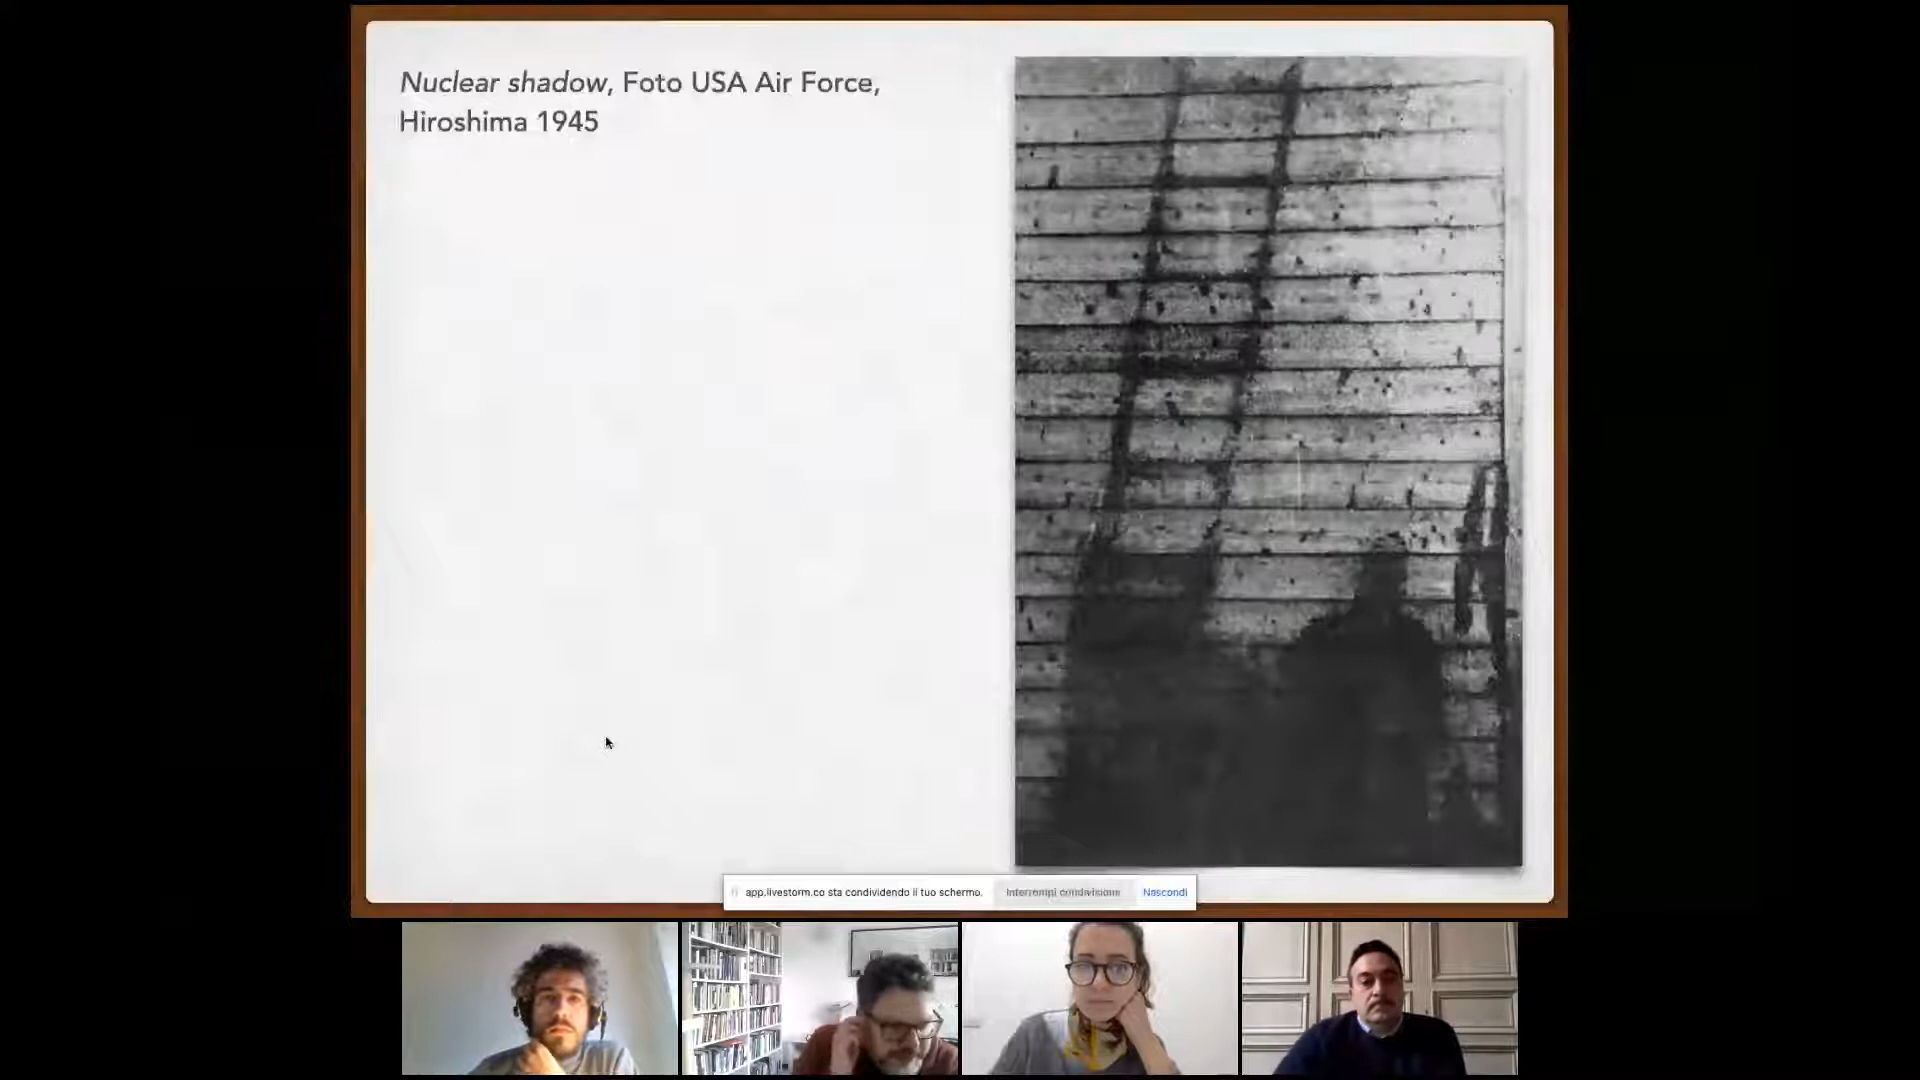 Nuclear shadow, Foto USA Air Force,
Hiroshima 1945
app.livestorm.co sta condividendo il tuo schermo. Interrompi condivisione Nascondi